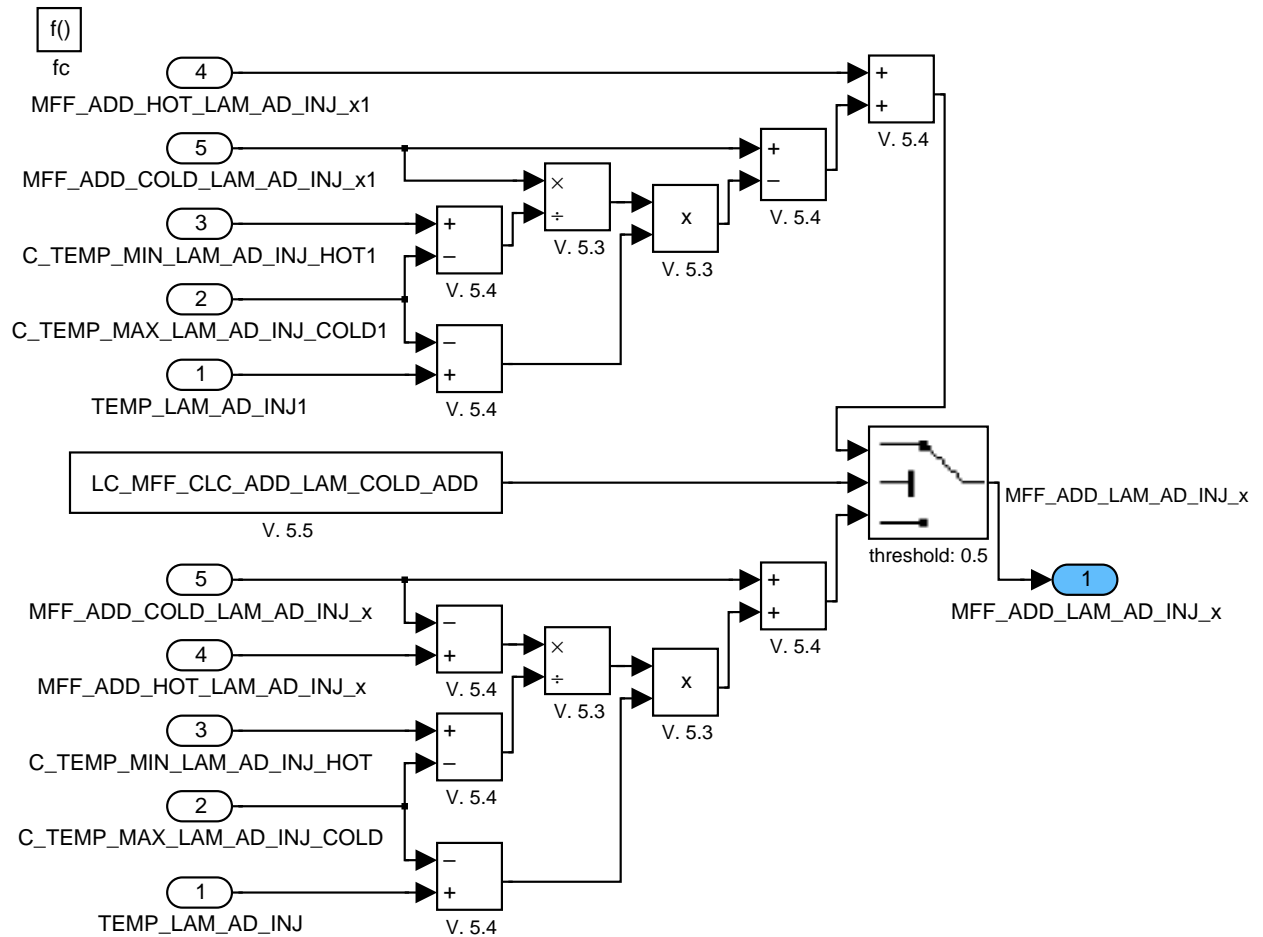 f()
fc
4
MFF_ADD_HOT_LAM_AD_INJ_x1
+
+
V. 5.4
5
MFF_ADD_COLD_LAM_AD_INJ_x1
+
–
V. 5.4
×
÷
V. 5.3
x
V. 5.3
3
C_TEMP_MIN_LAM_AD_INJ_HOT1
+
–
V. 5.4
2
C_TEMP_MAX_LAM_AD_INJ_COLD1
–
+
V. 5.4
1
TEMP_LAM_AD_INJ1
LC_MFF_CLC_ADD_LAM_COLD_ADD
V. 5.5
MFF_ADD_LAM_AD_INJ_x
threshold: 0.5
1
MFF_ADD_LAM_AD_INJ_x
5
MFF_ADD_COLD_LAM_AD_INJ_x
+
+
V. 5.4
–
+
V. 5.4
4
MFF_ADD_HOT_LAM_AD_INJ_x
×
÷
V. 5.3
x
V. 5.3
3
C_TEMP_MIN_LAM_AD_INJ_HOT
+
–
V. 5.4
2
C_TEMP_MAX_LAM_AD_INJ_COLD
–
+
V. 5.4
1
TEMP_LAM_AD_INJ